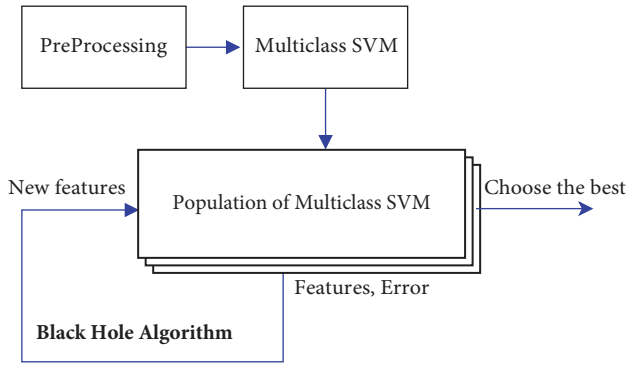 PreProcessing
Multiclass SVM
New features
Population of Multiclass SVM
Choose the best
Features, Error
Black Hole Algorithm